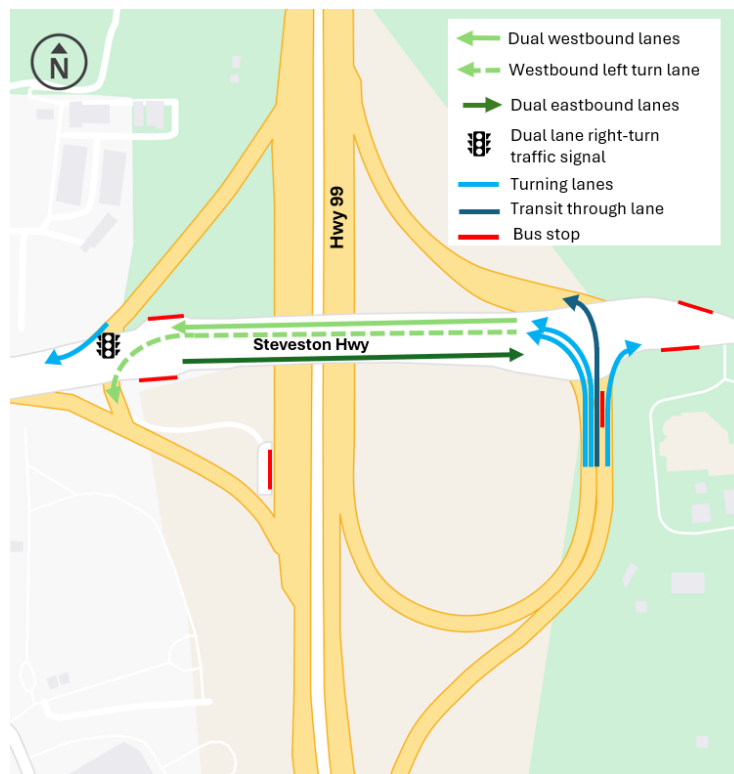 N
Dual westbound lanes
Westbound left turn lane
Dual eastbound lanes
Dual lane right-turn
traffic signal
Turning lanes
Transit through lane
Bus stop
Hwy 99
Steveston Hwy